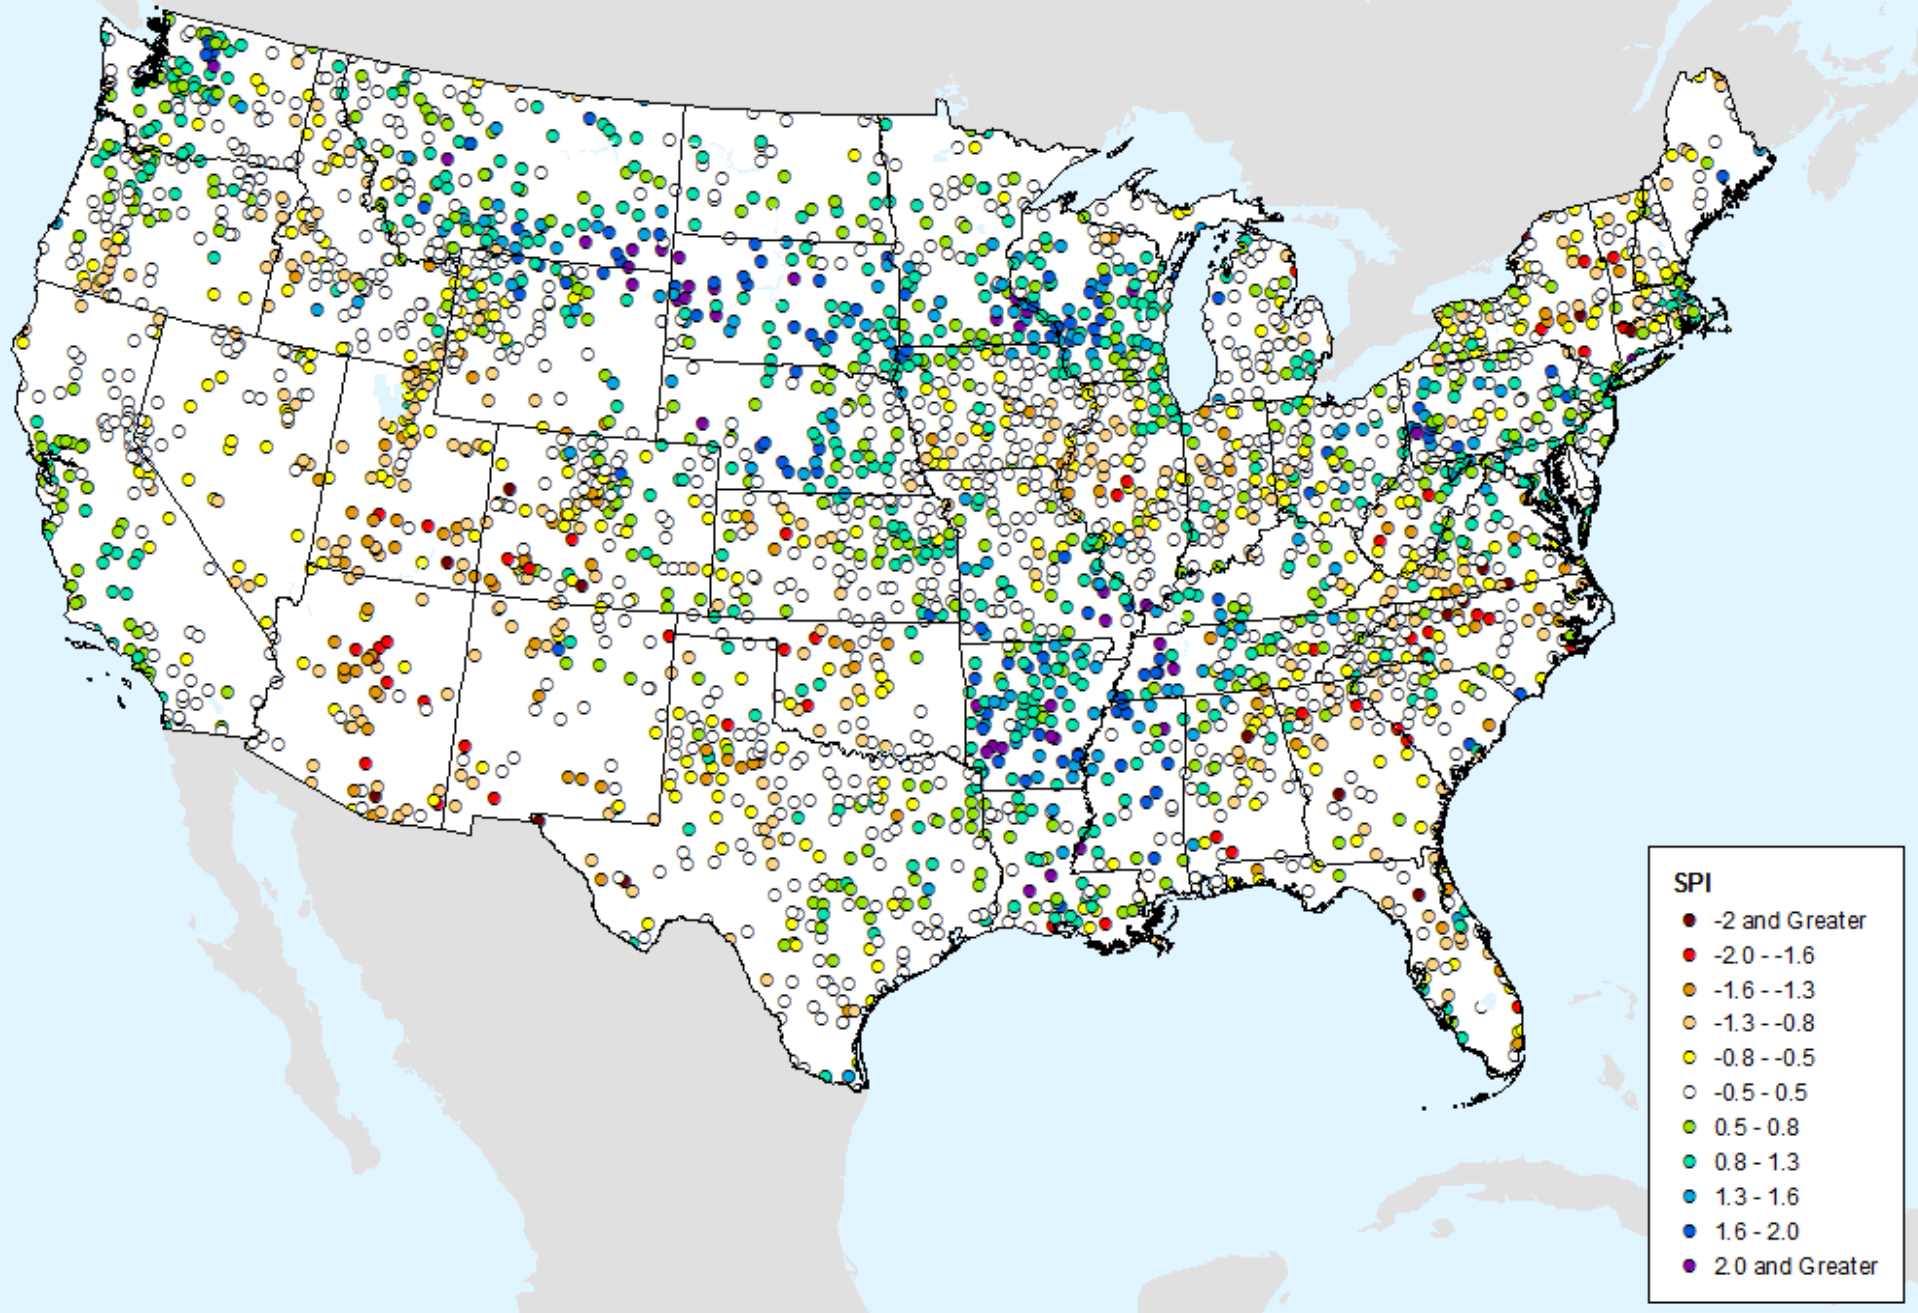 SPI
-2 and Greater
-2.0 - -1.6
-1.6 - -1.3
-1.3 - -0.8
-0.8 - -0.5
-0.5 - 0.5
0.5 - 0.8
0.8 - 1.3
1.3 - 1.6
1.6 - 2.0
2.0 and Greater